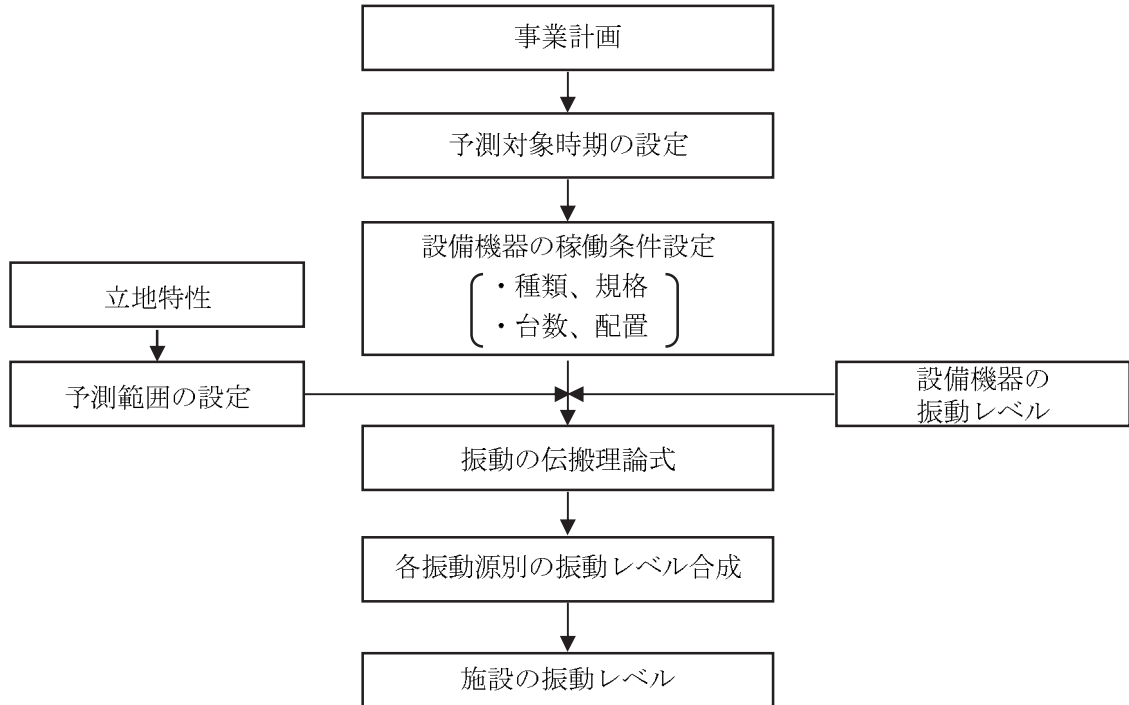 事業計画
予測対象時期の設定
設備機器の稼働条件設定
・種類、規格
・台数、配置
立地特性
予測範囲の設定
設備機器の
振動レベル
振動の伝搬理論式
各振動源別の振動レベル合成
施設の振動レベル